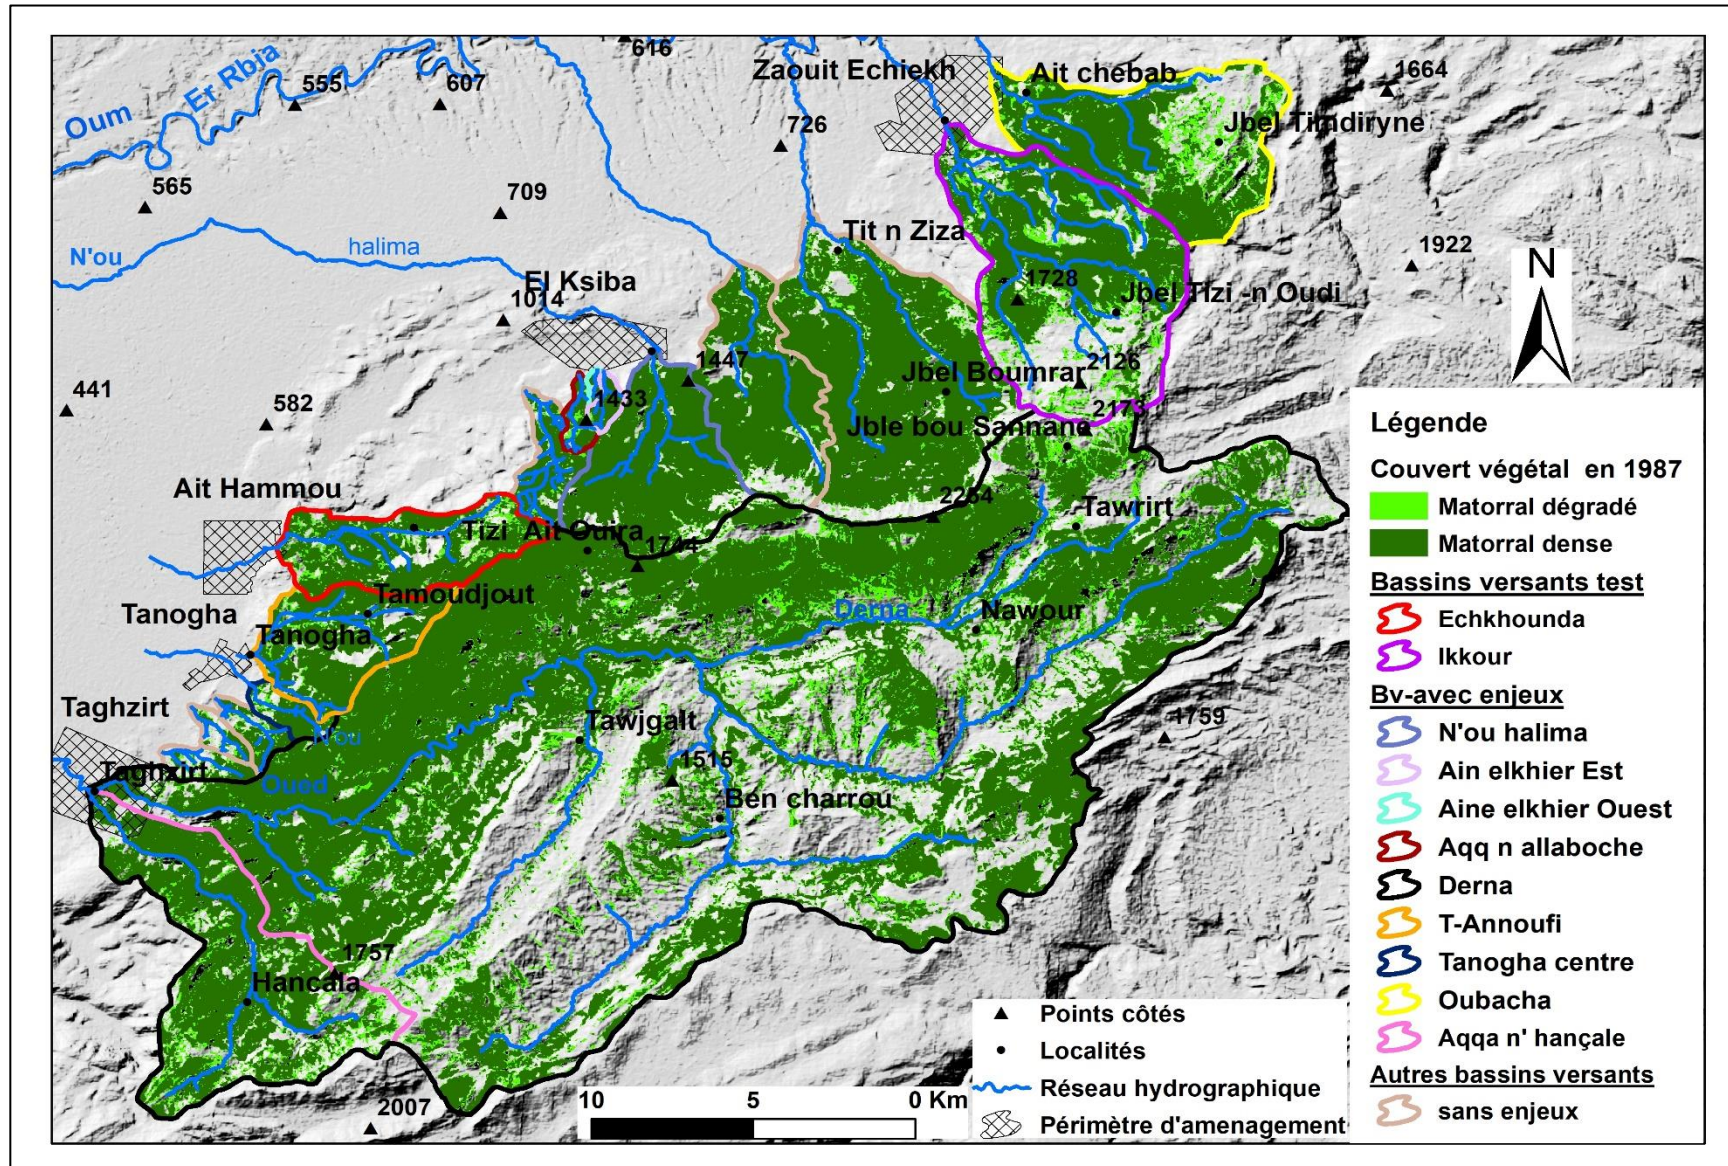 616
Zaouit Echiekh
Ait chebab
1664
Oum
Er Rbia
555
607
726
Jbel Timdiryne
565
709
N'ou
halima
Tit n Ziza
1922
N
El Ksiba
1014
1728
Jbel Tizi -n Oudi
441
582
1447
1433
Jbel Boumrar
2126
2173
Jble bou Sannane
Ait Hammou
Tizi Ait Ouira
1744
2254
Tawrirt
Tanogha
Tamoudjout
Tanogha
Derna
Nawour
Taghzirt
N'ou
Tawjgalt
1759
Taghzirt
Oued
1515
Ben charrou
1757
Hancala
2007
Légende
Couvert végétal en 1987
Matorral dégradé
Matorral dense
Bassins versants test
Echkhounda
Ikkour
Bv-avec enjeux
N'ou halima
Ain elkhier Est
Aine elkhier Ouest
Aqq n allaboche
Derna
T-Annoufi
Tanogha centre
Oubacha
Aqqa n' hançale
Autres bassins versants
sans enjeux
Points côtés
Localités
Réseau hydrographique
Périmètre d'amenagement
10 5 0 Km